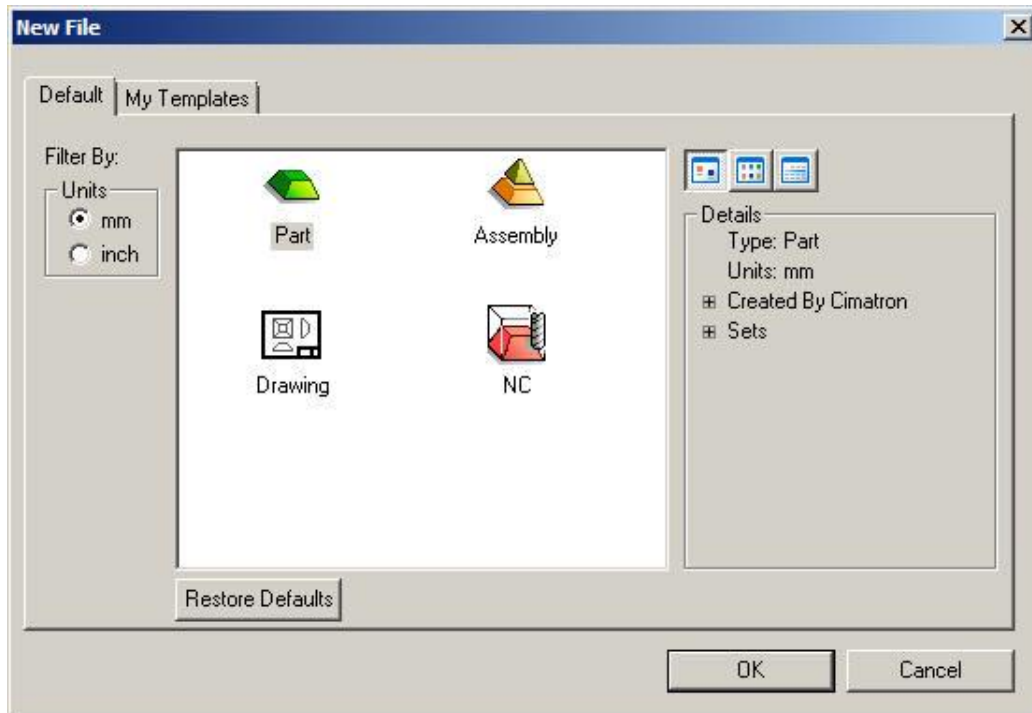 New File
Default
My Templates
Filter By:
Units
mm
inch
Part
Assembly
Drawing
NC
Details
Type: Part
Units: mm
Created By Cimatron
Sets
Restore Defaults
OK
Cancel